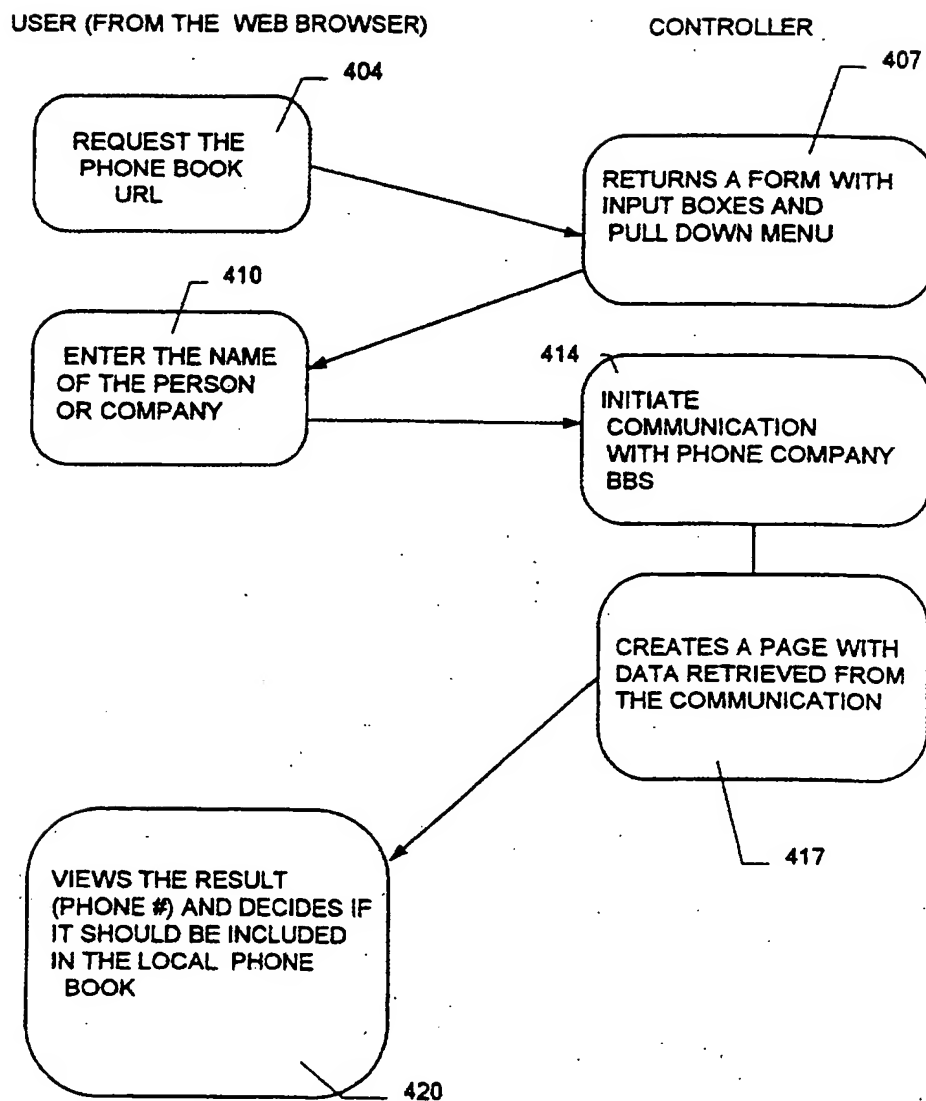 USER (FROM THE WEB BROWSER)
CONTROLLER
404
407
REQUEST THE
PHONE BOOK
URL
RETURNS A FORM WITH
INPUT BOXES AND
PULL DOWN MENU
410
414
ENTER THE NAME
OF THE PERSON
OR COMPANY
INITIATE
COMMUNICATION
WITH PHONE COMPANY
BBS
CREATES A PAGE WITH
DATA RETRIEVED FROM
THE COMMUNICATION
417
VIEWS THE RESULT
(PHONE #) AND DECIDES IF
IT SHOULD BE INCLUDED
IN THE LOCAL PHONE
BOOK
420